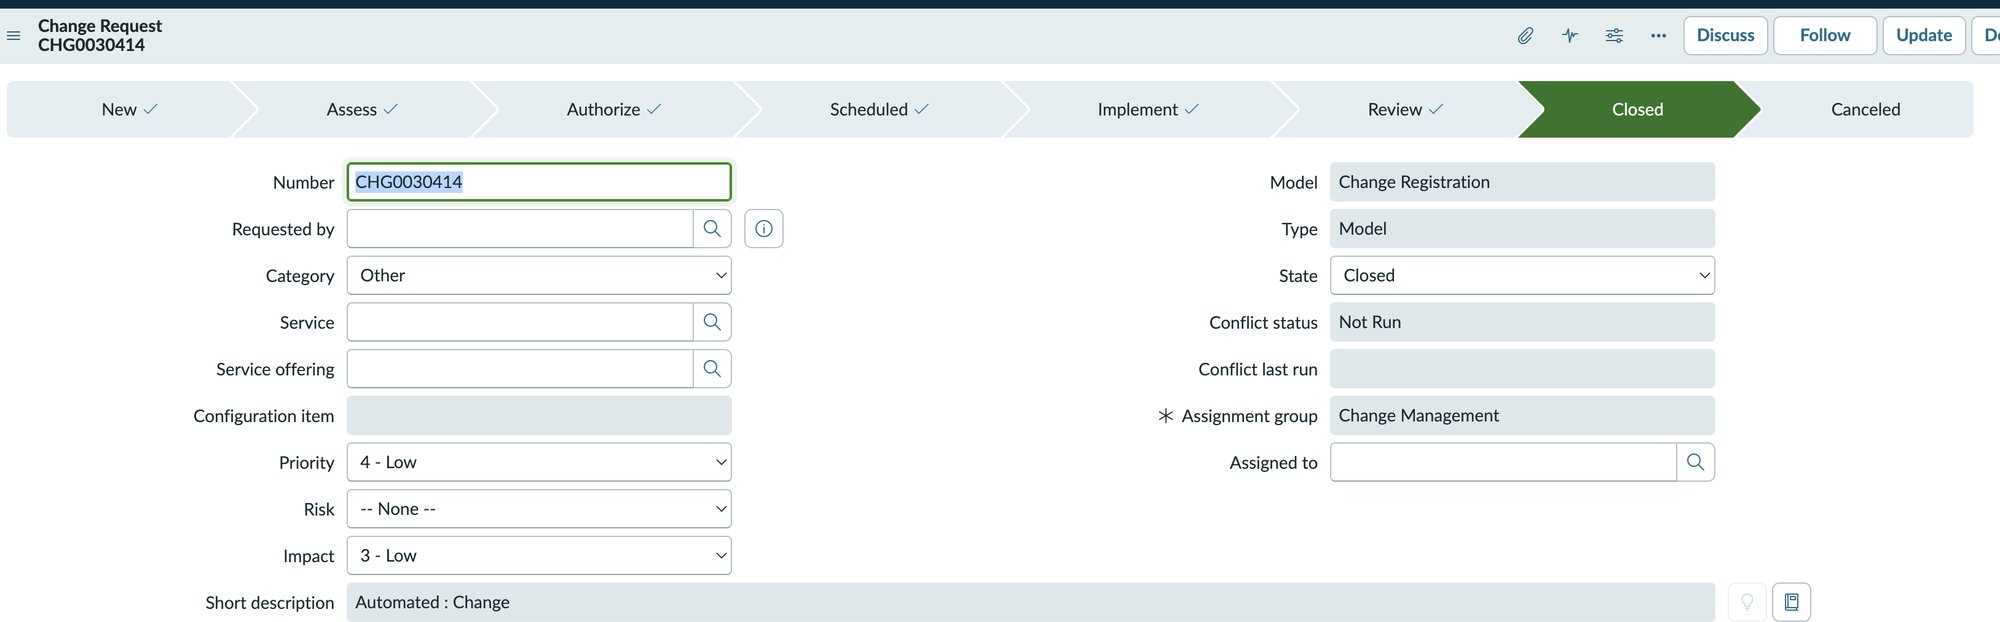 Change Request
CHG0030414
Discuss
Follow
Update
New
Assess
Authorize
Scheduled
Implement
Review
Closed
Canceled
Number CHG0030414
Requested by
Category Other
Service
Service offering
Configuration item
Priority 4 - Low
Risk -- None --
Impact 3 - Low
Short description Automated : Change
Model Change Registration
Type Model
State Closed
Conflict status Not Run
Conflict last run
Assignment group Change Management
Assigned to